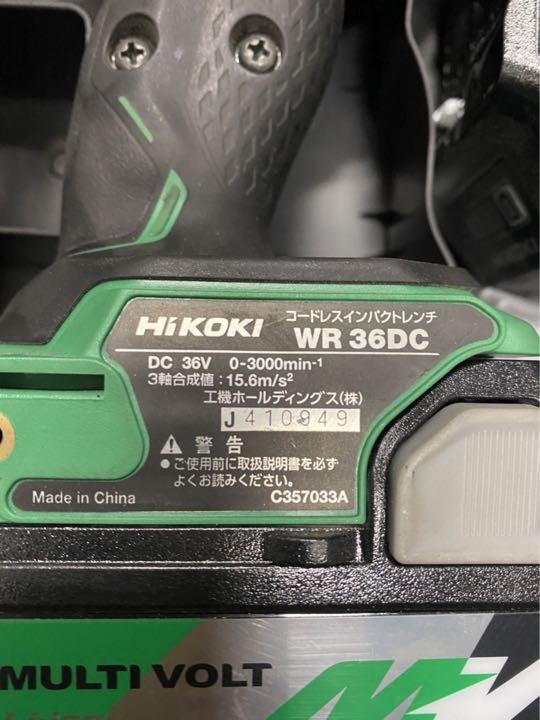 HiKOKI
コードレスインパクトレンチ
WR 36DC
DC 36V 0-3000min-1
3軸合成値：15.6m/s²
工機ホールディングス(株)
J 410949
警告
● ご使用前に取扱説明書を必ず
よくお読みください。
Made in China
C357033A
MULTI VOLT